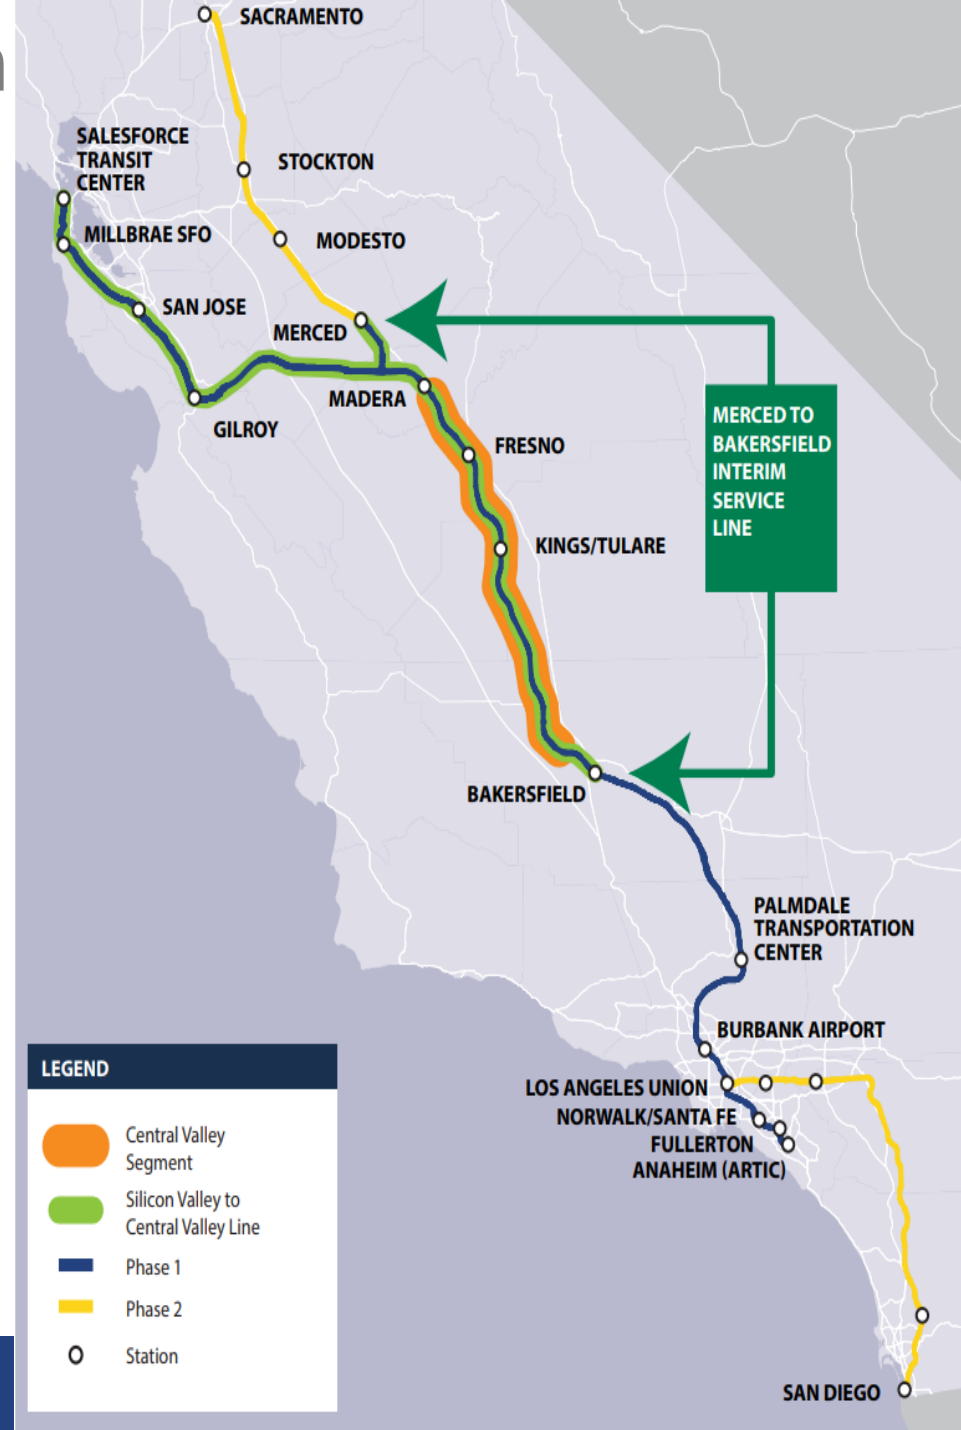 SACRAMENTO
SALESFORCE
TRANSIT
CENTER
STOCKTON
MILLBRAE SFO
MODESTO
SAN JOSE
MERCED
MADERA
GILROY
FRESNO
MERCED TO
BAKERSFIELD
INTERIM
SERVICE
LINE
KINGS/TULARE
BAKERSFIELD
PALMDALE
TRANSPORTATION
CENTER
BURBANK AIRPORT
LOS ANGELES UNION
NORWALK/SANTA FE
FULLERTON
ANAHEIM (ARTIC)
SAN DIEGO
LEGEND
Central Valley
Segment
Silicon Valley to
Central Valley Line
Phase 1
Phase 2
Station